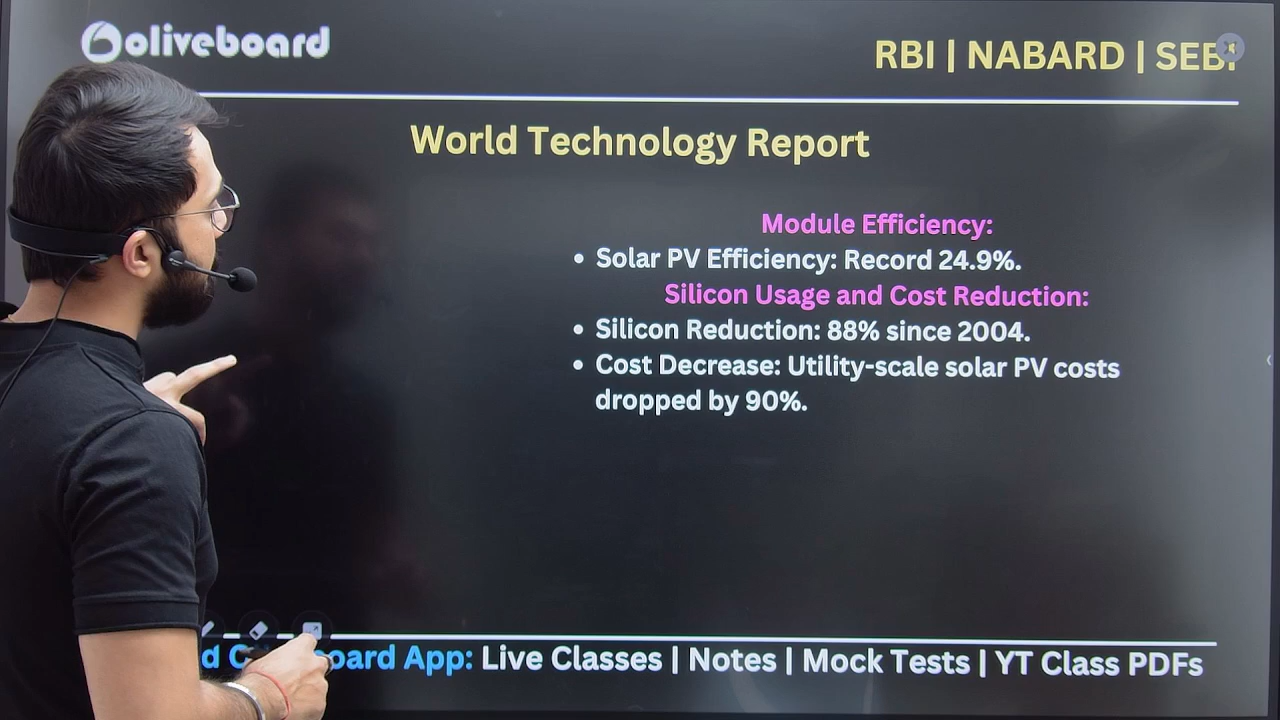 oliveboard
RBI | NABARD | SEBI
World Technology Report
Module Efficiency:
• Solar PV Efficiency: Record 24.9%.
Silicon Usage and Cost Reduction:
• Silicon Reduction: 88% since 2004.
• Cost Decrease: Utility-scale solar PV costs
dropped by 90%.
App: Live Classes | Notes | Mock Tests | YT Class PDFs